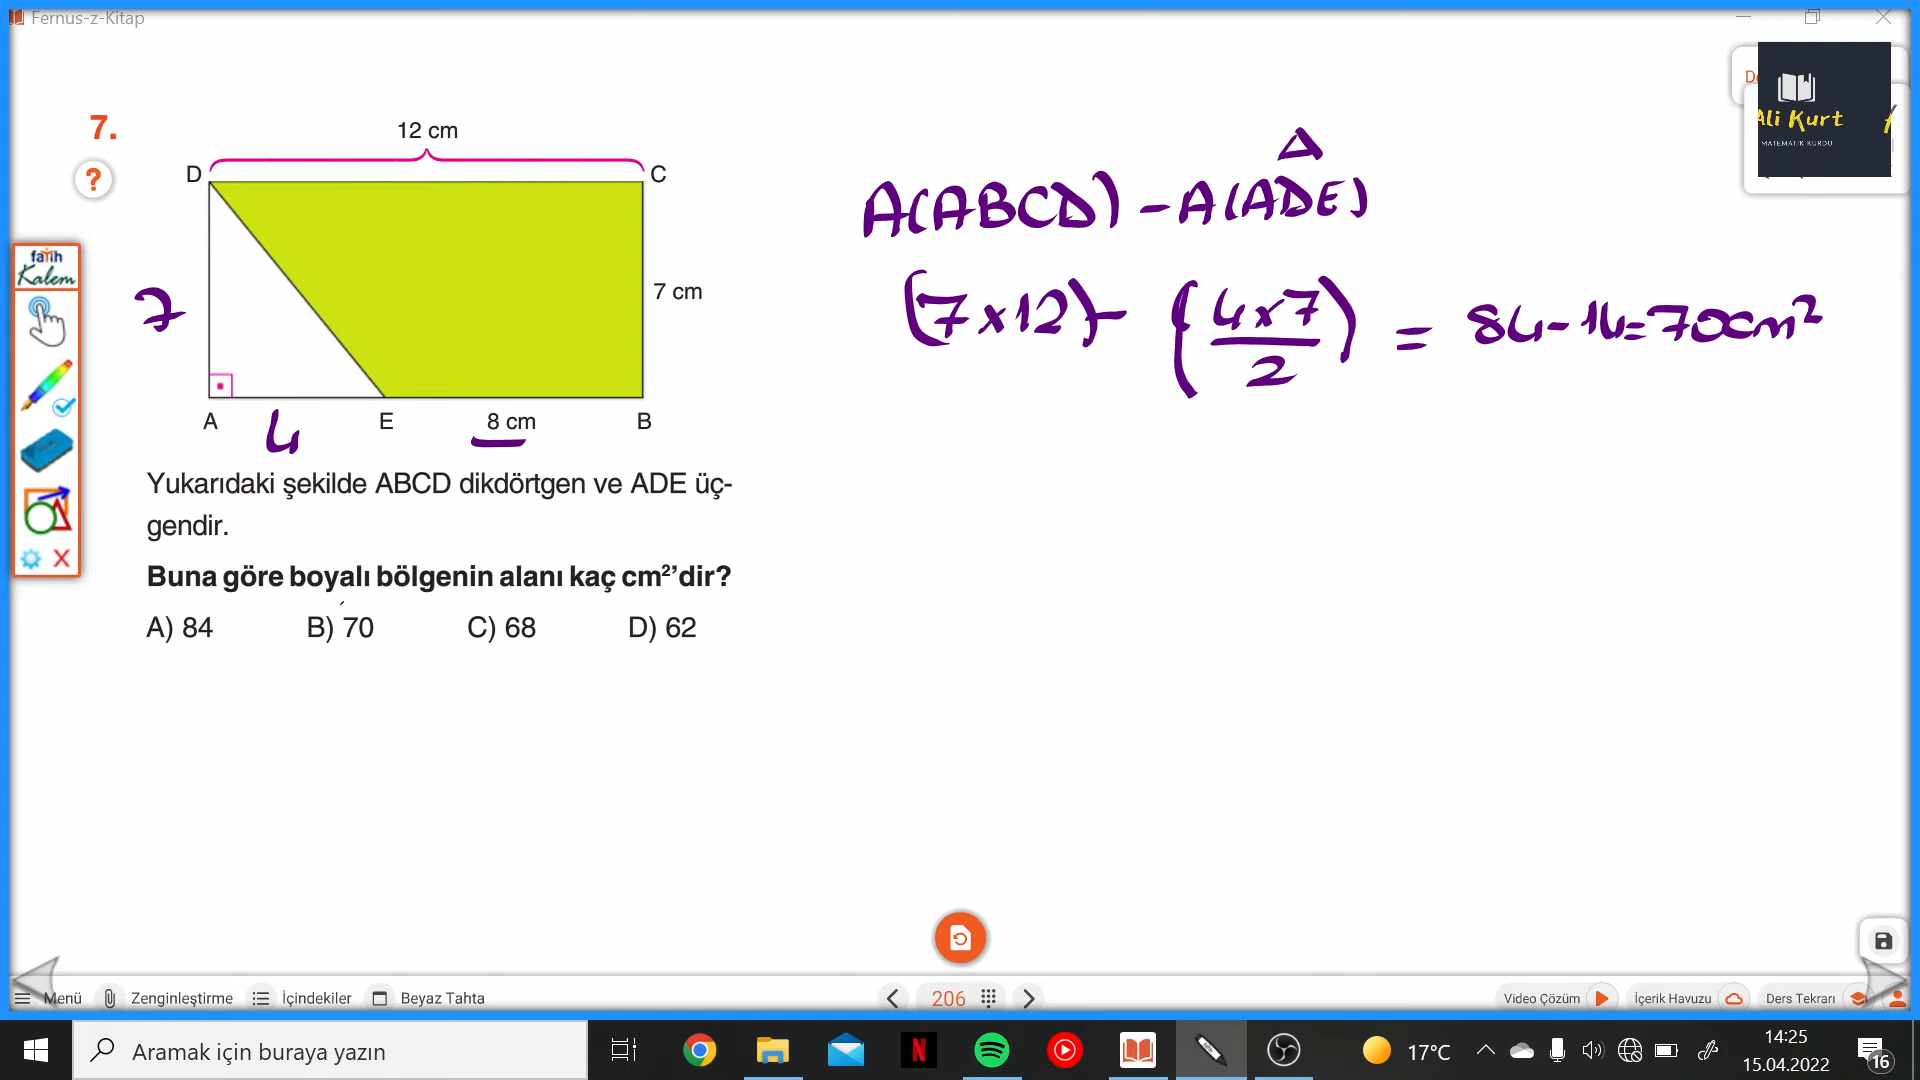 Fernus-z-Kitap
Ali Kurt
MATEMATİK KURDU
7.
?
12 cm
D
C
7
7 cm
A
E
8 cm
B
4
Yukarıdaki şekilde ABCD dikdörtgen ve ADE üç-
gendir.
Buna göre boyalı bölgenin alanı kaç cm²’dir?
A) 84 B) 70 C) 68 D) 62
A(ABCD) - A(ADE)
(7x12) - (4x7/2) = 84-14=70cm²
fatih
Kalem
Menü Zenginleştirme İçindekiler Beyaz Tahta
206
Video Çözüm İçerik Havuzu Ders Tekrarı
Aramak için buraya yazın
17°C
14:25
15.04.2022
16